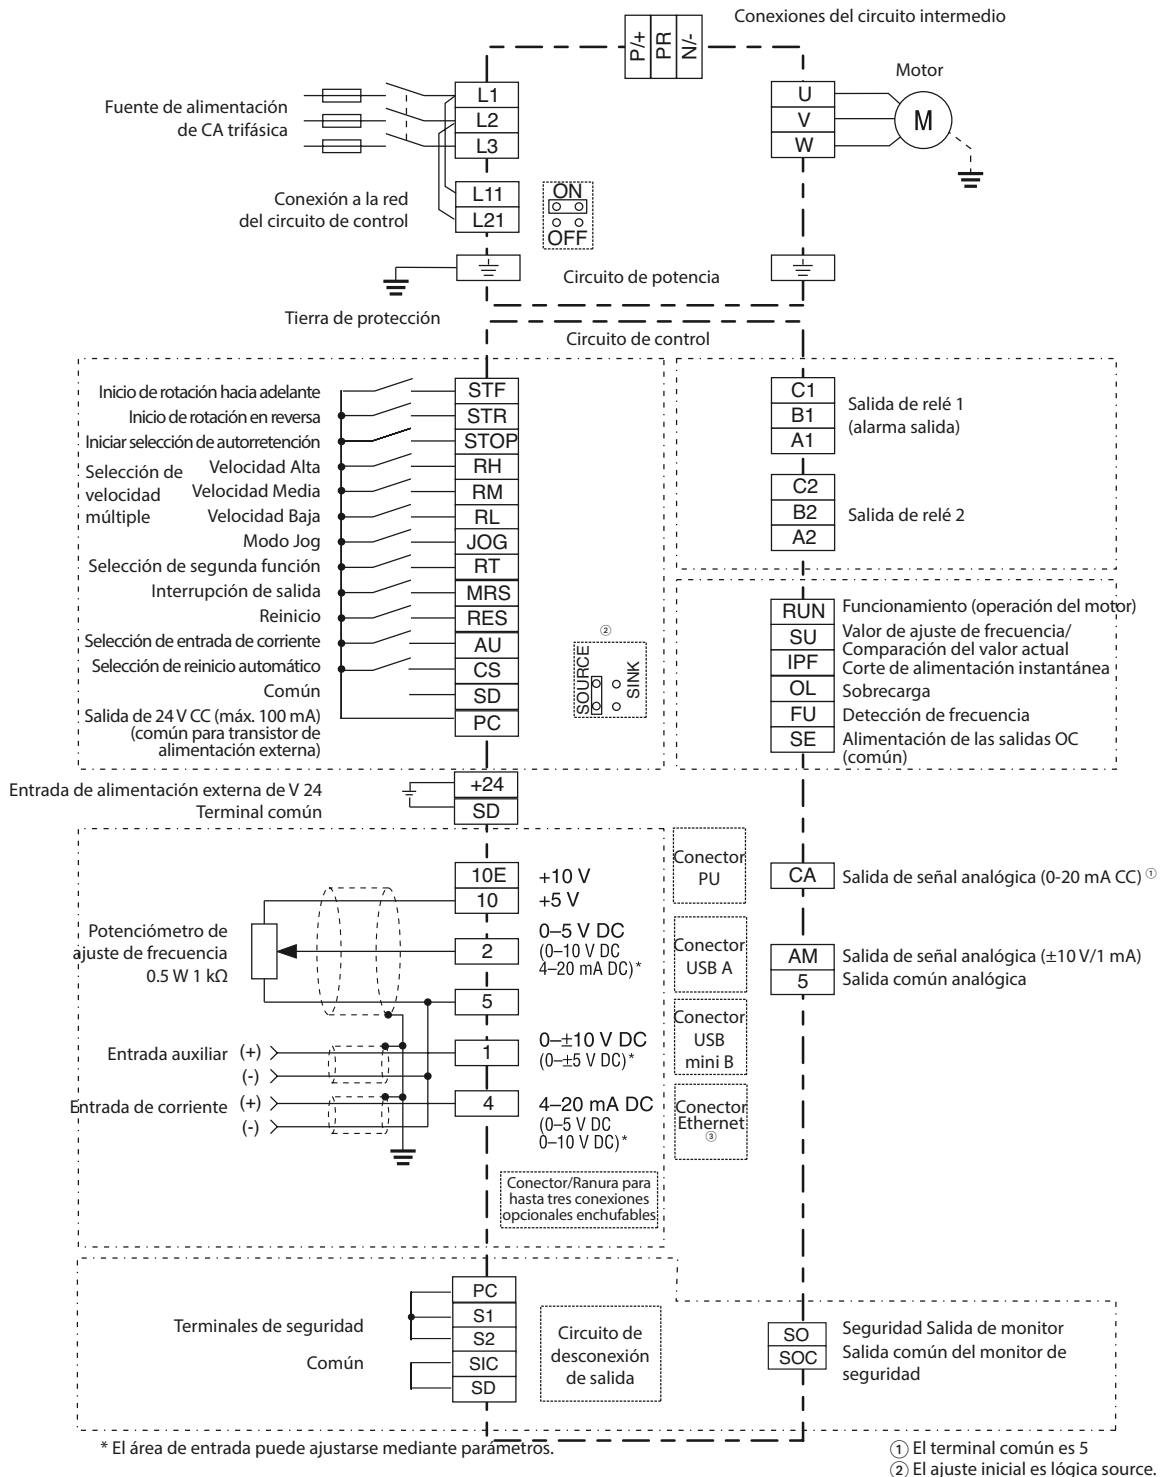 Conexiones del circuito intermedio
P/+
PR
N/-
Motor
Fuente de alimentación
de CA trifásica
L1
L2
L3
U
V
W
M
Conexión a la red
del circuito de control
L11
L21
ON
OFF
Circuito de potencia
Tierra de protección
Circuito de control
Inicio de rotación hacia adelante
STF
Inicio de rotación en reversa
STR
Iniciar selección de autorretención
STOP
Selección de
velocidad
múltiple
Velocidad Alta
RH
Velocidad Media
RM
Velocidad Baja
RL
Modo Jog
JOG
Selección de segunda función
RT
Interrupción de salida
MRS
Reinicio
RES
Selección de entrada de corriente
AU
Selección de reinicio automático
CS
Común
SD
Salida de 24 V CC (máx. 100 mA)
(común para transistor de
alimentación externa)
PC
②
SOURCE
SINK
C1
B1
A1
Salida de relé 1
(alarma salida)
C2
B2
A2
Salida de relé 2
RUN
Funcionamiento (operación del motor)
SU
Valor de ajuste de frecuencia/
Comparación del valor actual
IPF
Corte de alimentación instantánea
OL
Sobrecarga
FU
Detección de frecuencia
SE
Alimentación de las salidas OC
(común)
Entrada de alimentación externa de V 24
+24
Terminal común
SD
10E
+10 V
10
+5 V
Potenciómetro de
ajuste de frecuencia
0.5 W 1 kΩ
2
0–5 V DC
(0–10 V DC
4–20 mA DC)*
5
Entrada auxiliar
(+)
(-)
1
0–±10 V DC
(0–±5 V DC)*
Entrada de corriente
(+)
(-)
4
4–20 mA DC
(0–5 V DC
0–10 V DC)*
Conector
PU
Conector
USB A
Conector
USB
mini B
Conector
Ethernet
③
Conector/Ranura para
hasta tres conexiones
opcionales enchufables
CA
Salida de señal analógica (0-20 mA CC) ①
AM
Salida de señal analógica (±10 V/1 mA)
5
Salida común analógica
Terminales de seguridad
PC
S1
S2
Común
SIC
SD
Circuito de
desconexión
de salida
SO
Seguridad Salida de monitor
SOC
Salida común del monitor de
seguridad
* El área de entrada puede ajustarse mediante parámetros.
① El terminal común es 5
② El ajuste inicial es lógica source.